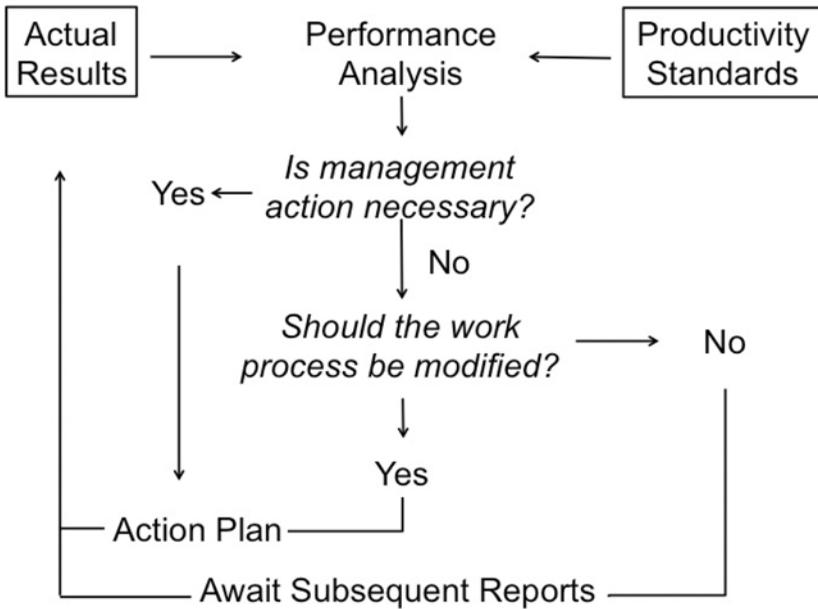 Actual
Results
Performance
Analysis
Productivity
Standards
Is management
action necessary?
Yes
No
Should the work
process be modified?
No
Yes
Action Plan
Await Subsequent Reports